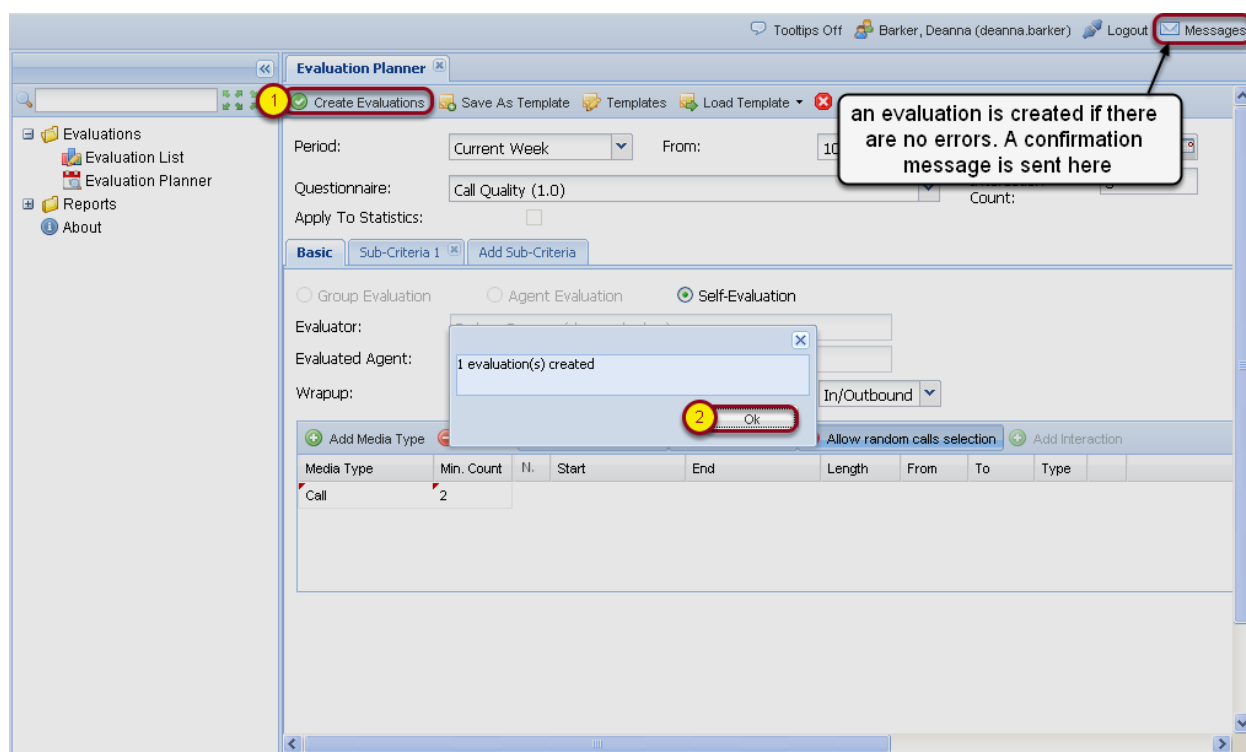 Tooltips Off Barker, Deanna (deanna.barker) Logout Messages
Evaluation Planner
1 Create Evaluations Save As Template Templates Load Template
an evaluation is created if there
are no errors. A confirmation
message is sent here
Evaluations
Evaluation List
Evaluation Planner
Reports
About
Period: Current Week From: 10
Questionnaire: Call Quality (1.0)
Count:
Apply To Statistics:
Basic Sub-Criteria 1 Add Sub-Criteria
Group Evaluation Agent Evaluation Self-Evaluation
Evaluator:
Evaluated Agent:
1 evaluation(s) created
Wrapup: In/Outbound
2 Ok
Add Media Type Allow random calls selection Add Interaction
Media Type Min. Count N. Start End Length From To Type
Call 2